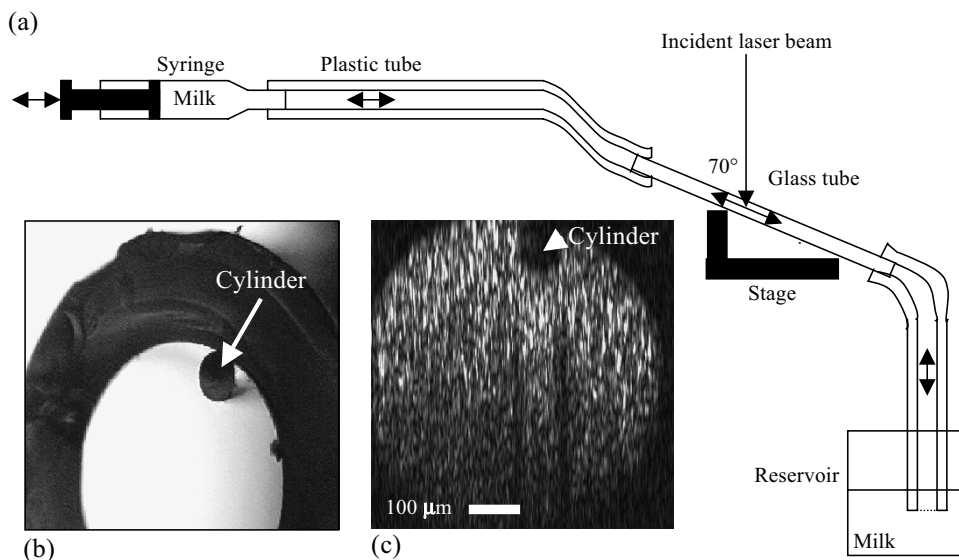 (a)
Incident laser beam
Syringe
Plastic tube
Milk
70°
Glass tube
Cylinder
Cylinder
Stage
Reservoir
100 μm
Milk
(b)
(c)